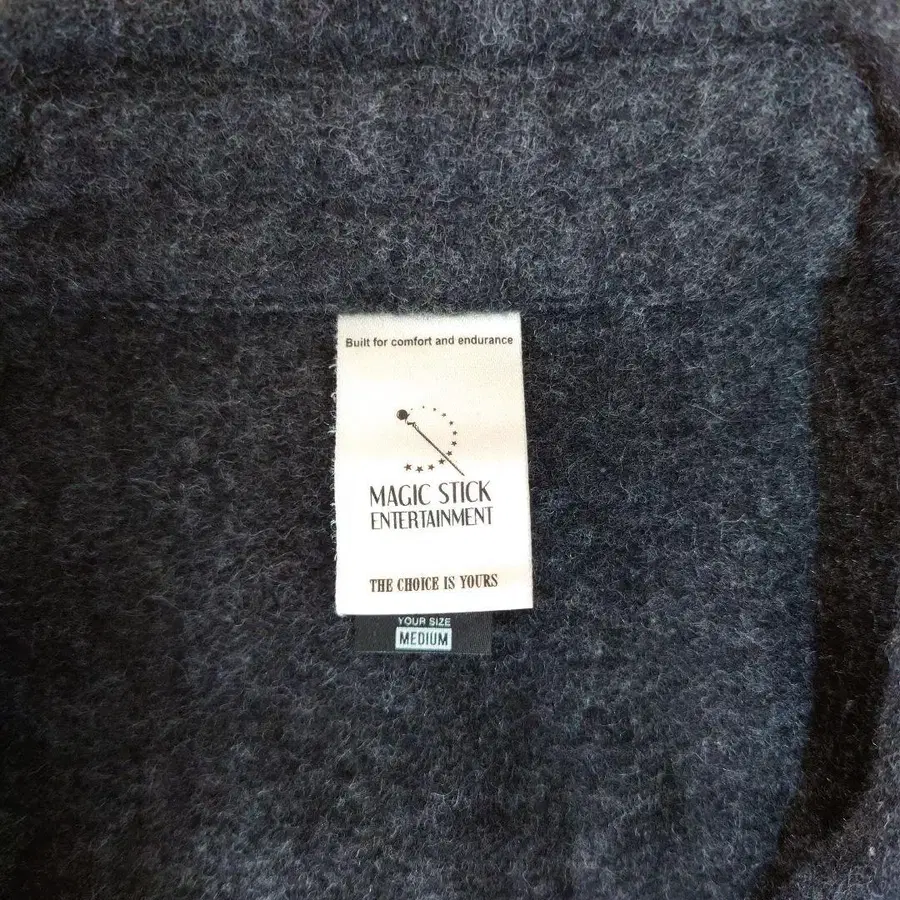 Built for comfort and endurance
MAGIC STICK
ENTERTAINMENT
THE CHOICE IS YOURS
YOUR SIZE
MEDIUM